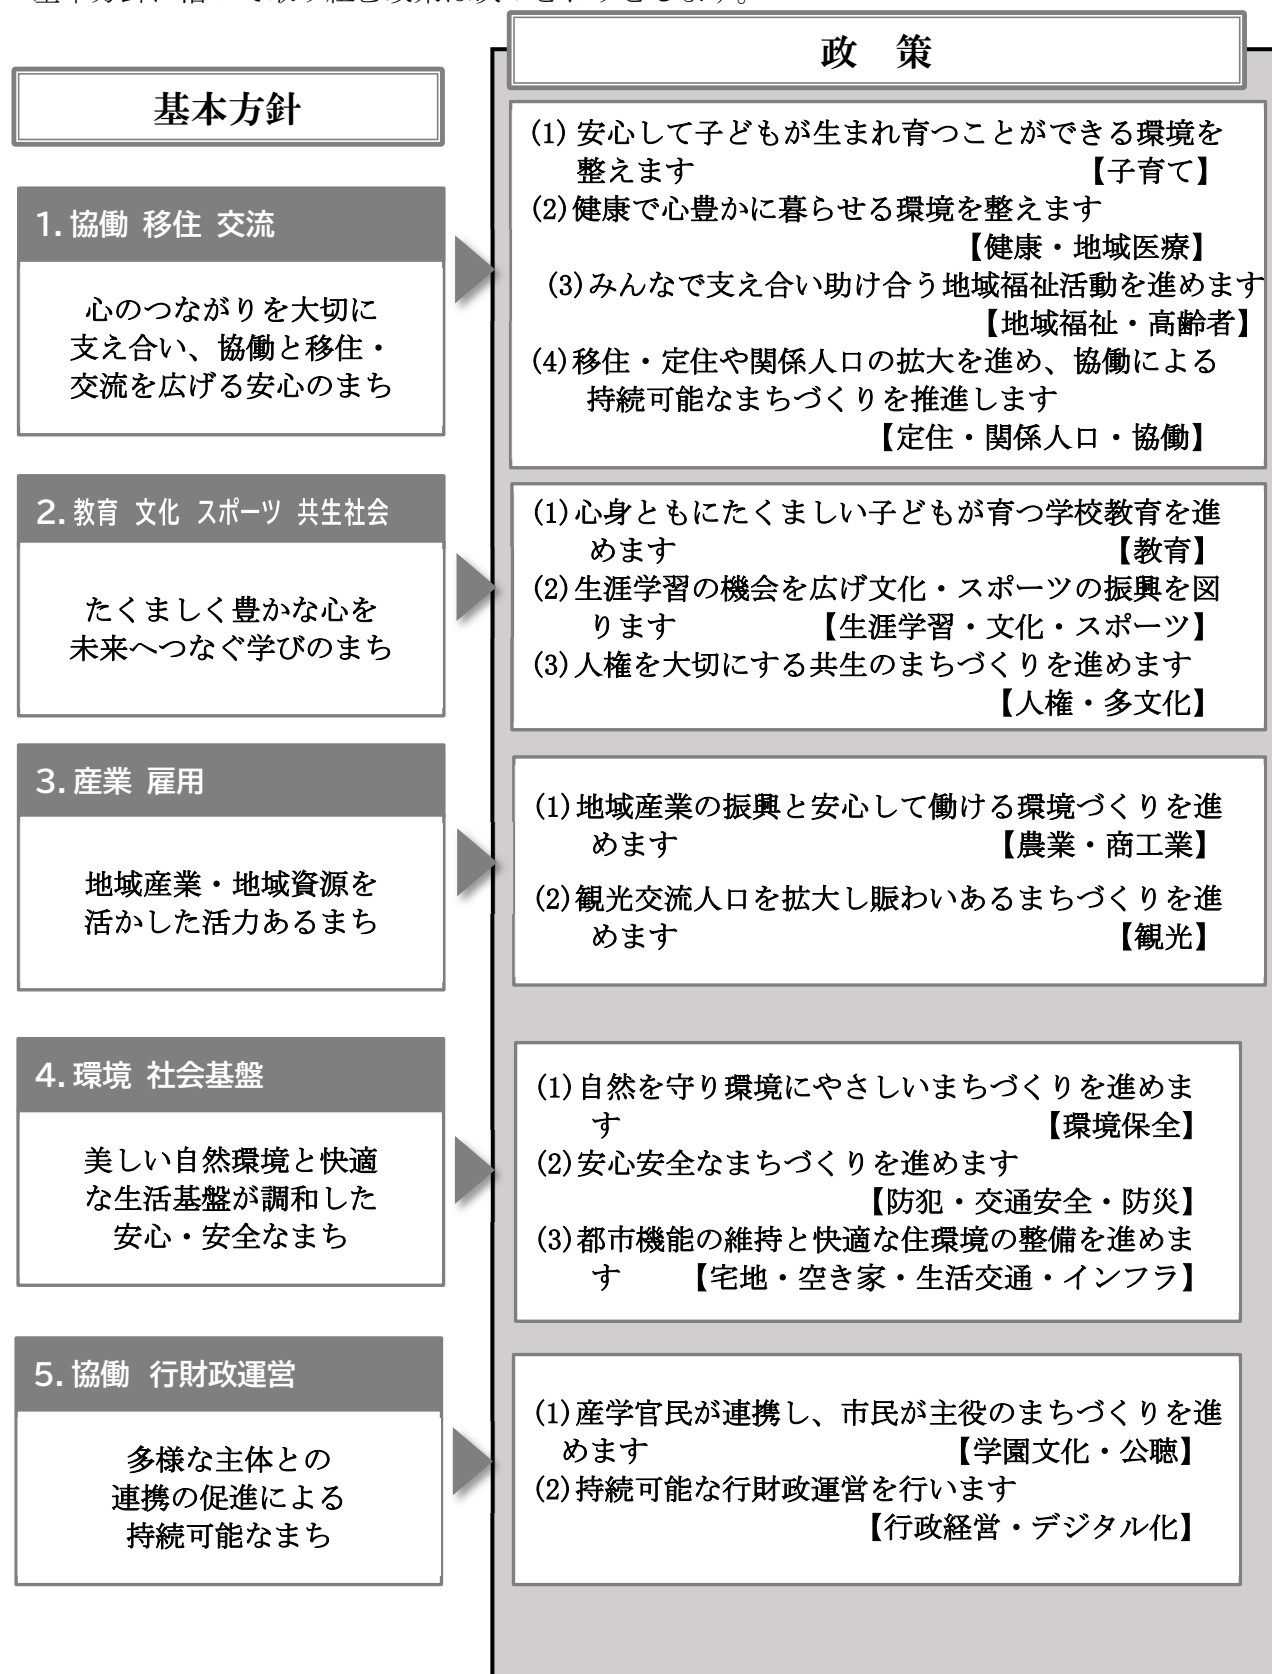 政 策
基本方針
1. 協働 移住 交流
心のつながりを大切に
支え合い、協働と移住・
交流を広げる安心のまち
(1) 安心して子どもが生まれ育つことができる環境を
整えます 【子育て】
(2)健康で心豊かに暮らせる環境を整えます
【健康・地域医療】
(3)みんなで支え合い助け合う地域福祉活動を進めます
【地域福祉・高齢者】
(4)移住・定住や関係人口の拡大を進め、協働による
持続可能なまちづくりを推進します
【定住・関係人口・協働】
2. 教育 文化 スポーツ 共生社会
たくましく豊かな心を
未来へつなぐ学びのまち
(1)心身ともにたくましい子どもが育つ学校教育を進
めます 【教育】
(2)生涯学習の機会を広げ文化・スポーツの振興を図
ります 【生涯学習・文化・スポーツ】
(3)人権を大切にする共生のまちづくりを進めます
【人権・多文化】
3. 産業 雇用
地域産業・地域資源を
活かした活力あるまち
(1)地域産業の振興と安心して働ける環境づくりを進
めます 【農業・商工業】
(2)観光交流人口を拡大し賑わいあるまちづくりを進
めます 【観光】
4. 環境 社会基盤
美しい自然環境と快適
な生活基盤が調和した
安心・安全なまち
(1)自然を守り環境にやさしいまちづくりを進めま
す 【環境保全】
(2)安心安全なまちづくりを進めます
【防犯・交通安全・防災】
(3)都市機能の維持と快適な住環境の整備を進めま
す 【宅地・空き家・生活交通・インフラ】
5. 協働 行財政運営
多様な主体との
連携の促進による
持続可能なまち
(1)産学官民が連携し、市民が主役のまちづくりを進
めます 【学園文化・公聴】
(2)持続可能な行財政運営を行います
【行政経営・デジタル化】